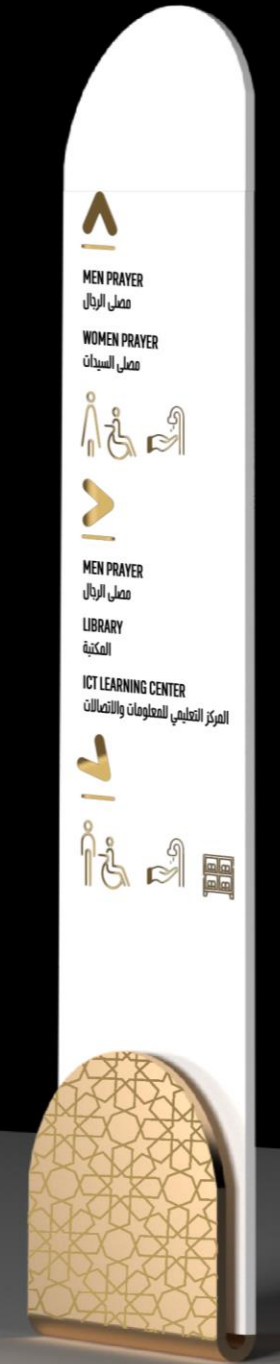 MEN PRAYER
مصلى الرجال
WOMEN PRAYER
مصلى السيدات
MEN PRAYER
مصلى الرجال
LIBRARY
المكتبة
ICT LEARNING CENTER
المركز التعليمي للمعلومات والاتصالات